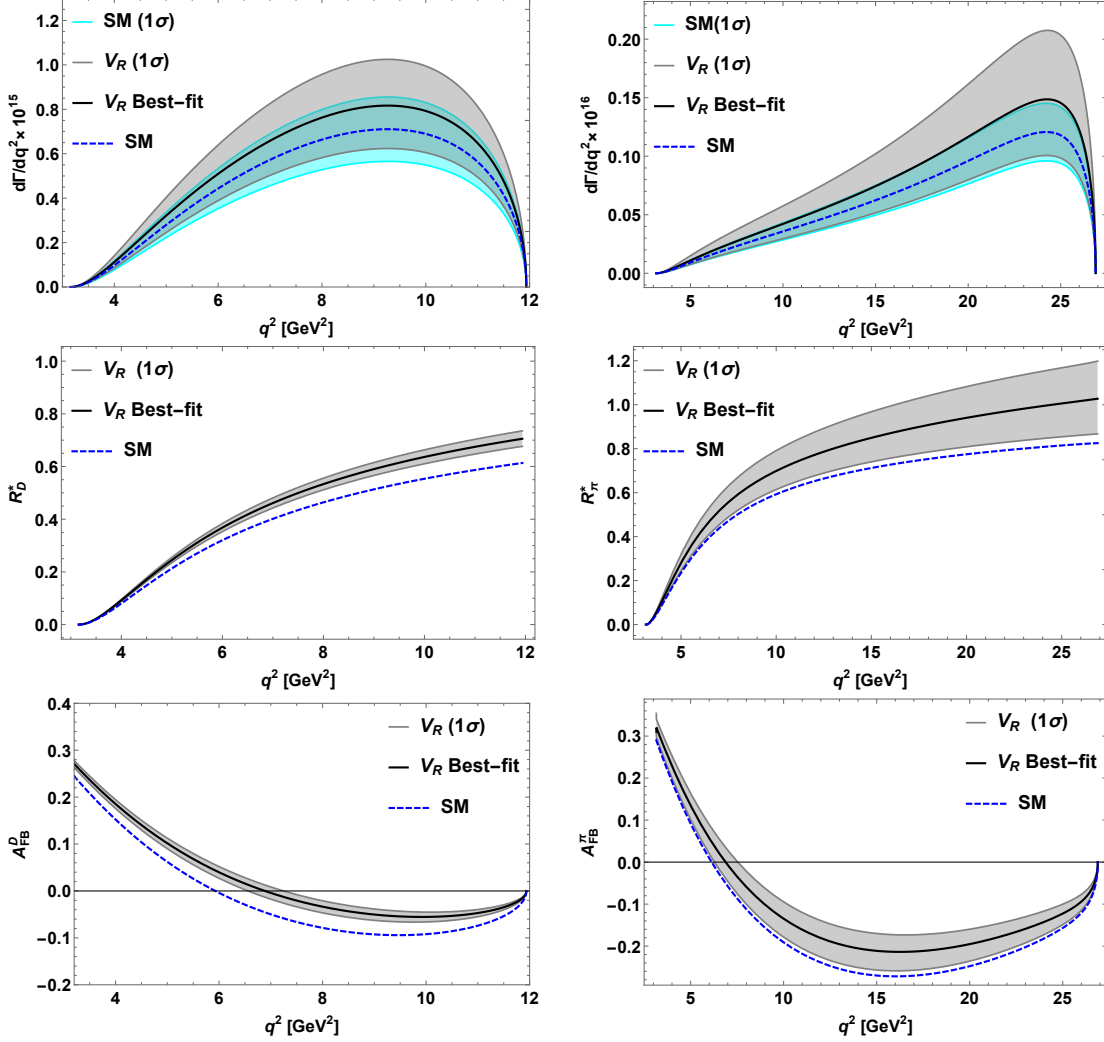 SM (1σ)
V_R (1σ)
V_R Best-fit
SM
dΓ/dq² × 10¹⁵
1.2
1.0
0.8
0.6
0.4
0.2
0.0
4 6 8 10 12
q² [GeV²]
SM(1σ)
V_R (1σ)
V_R Best-fit
SM
dΓ/dq² × 10¹⁶
0.20
0.15
0.10
0.05
0.00
5 10 15 20 25
q² [GeV²]
V_R (1σ)
V_R Best-fit
SM
R*_D
1.0
0.8
0.6
0.4
0.2
0.0
4 6 8 10 12
q² [GeV²]
V_R (1σ)
V_R Best-fit
SM
R*_π
1.2
1.0
0.8
0.6
0.4
0.2
0.0
5 10 15 20 25
q² [GeV²]
V_R (1σ)
V_R Best-fit
SM
A^D_FB
0.4
0.3
0.2
0.1
0.0
−0.1
−0.2
4 6 8 10 12
q² [GeV²]
V_R (1σ)
V_R Best-fit
SM
A^π_FB
0.3
0.2
0.1
0.0
−0.1
−0.2
5 10 15 20 25
q² [GeV²]